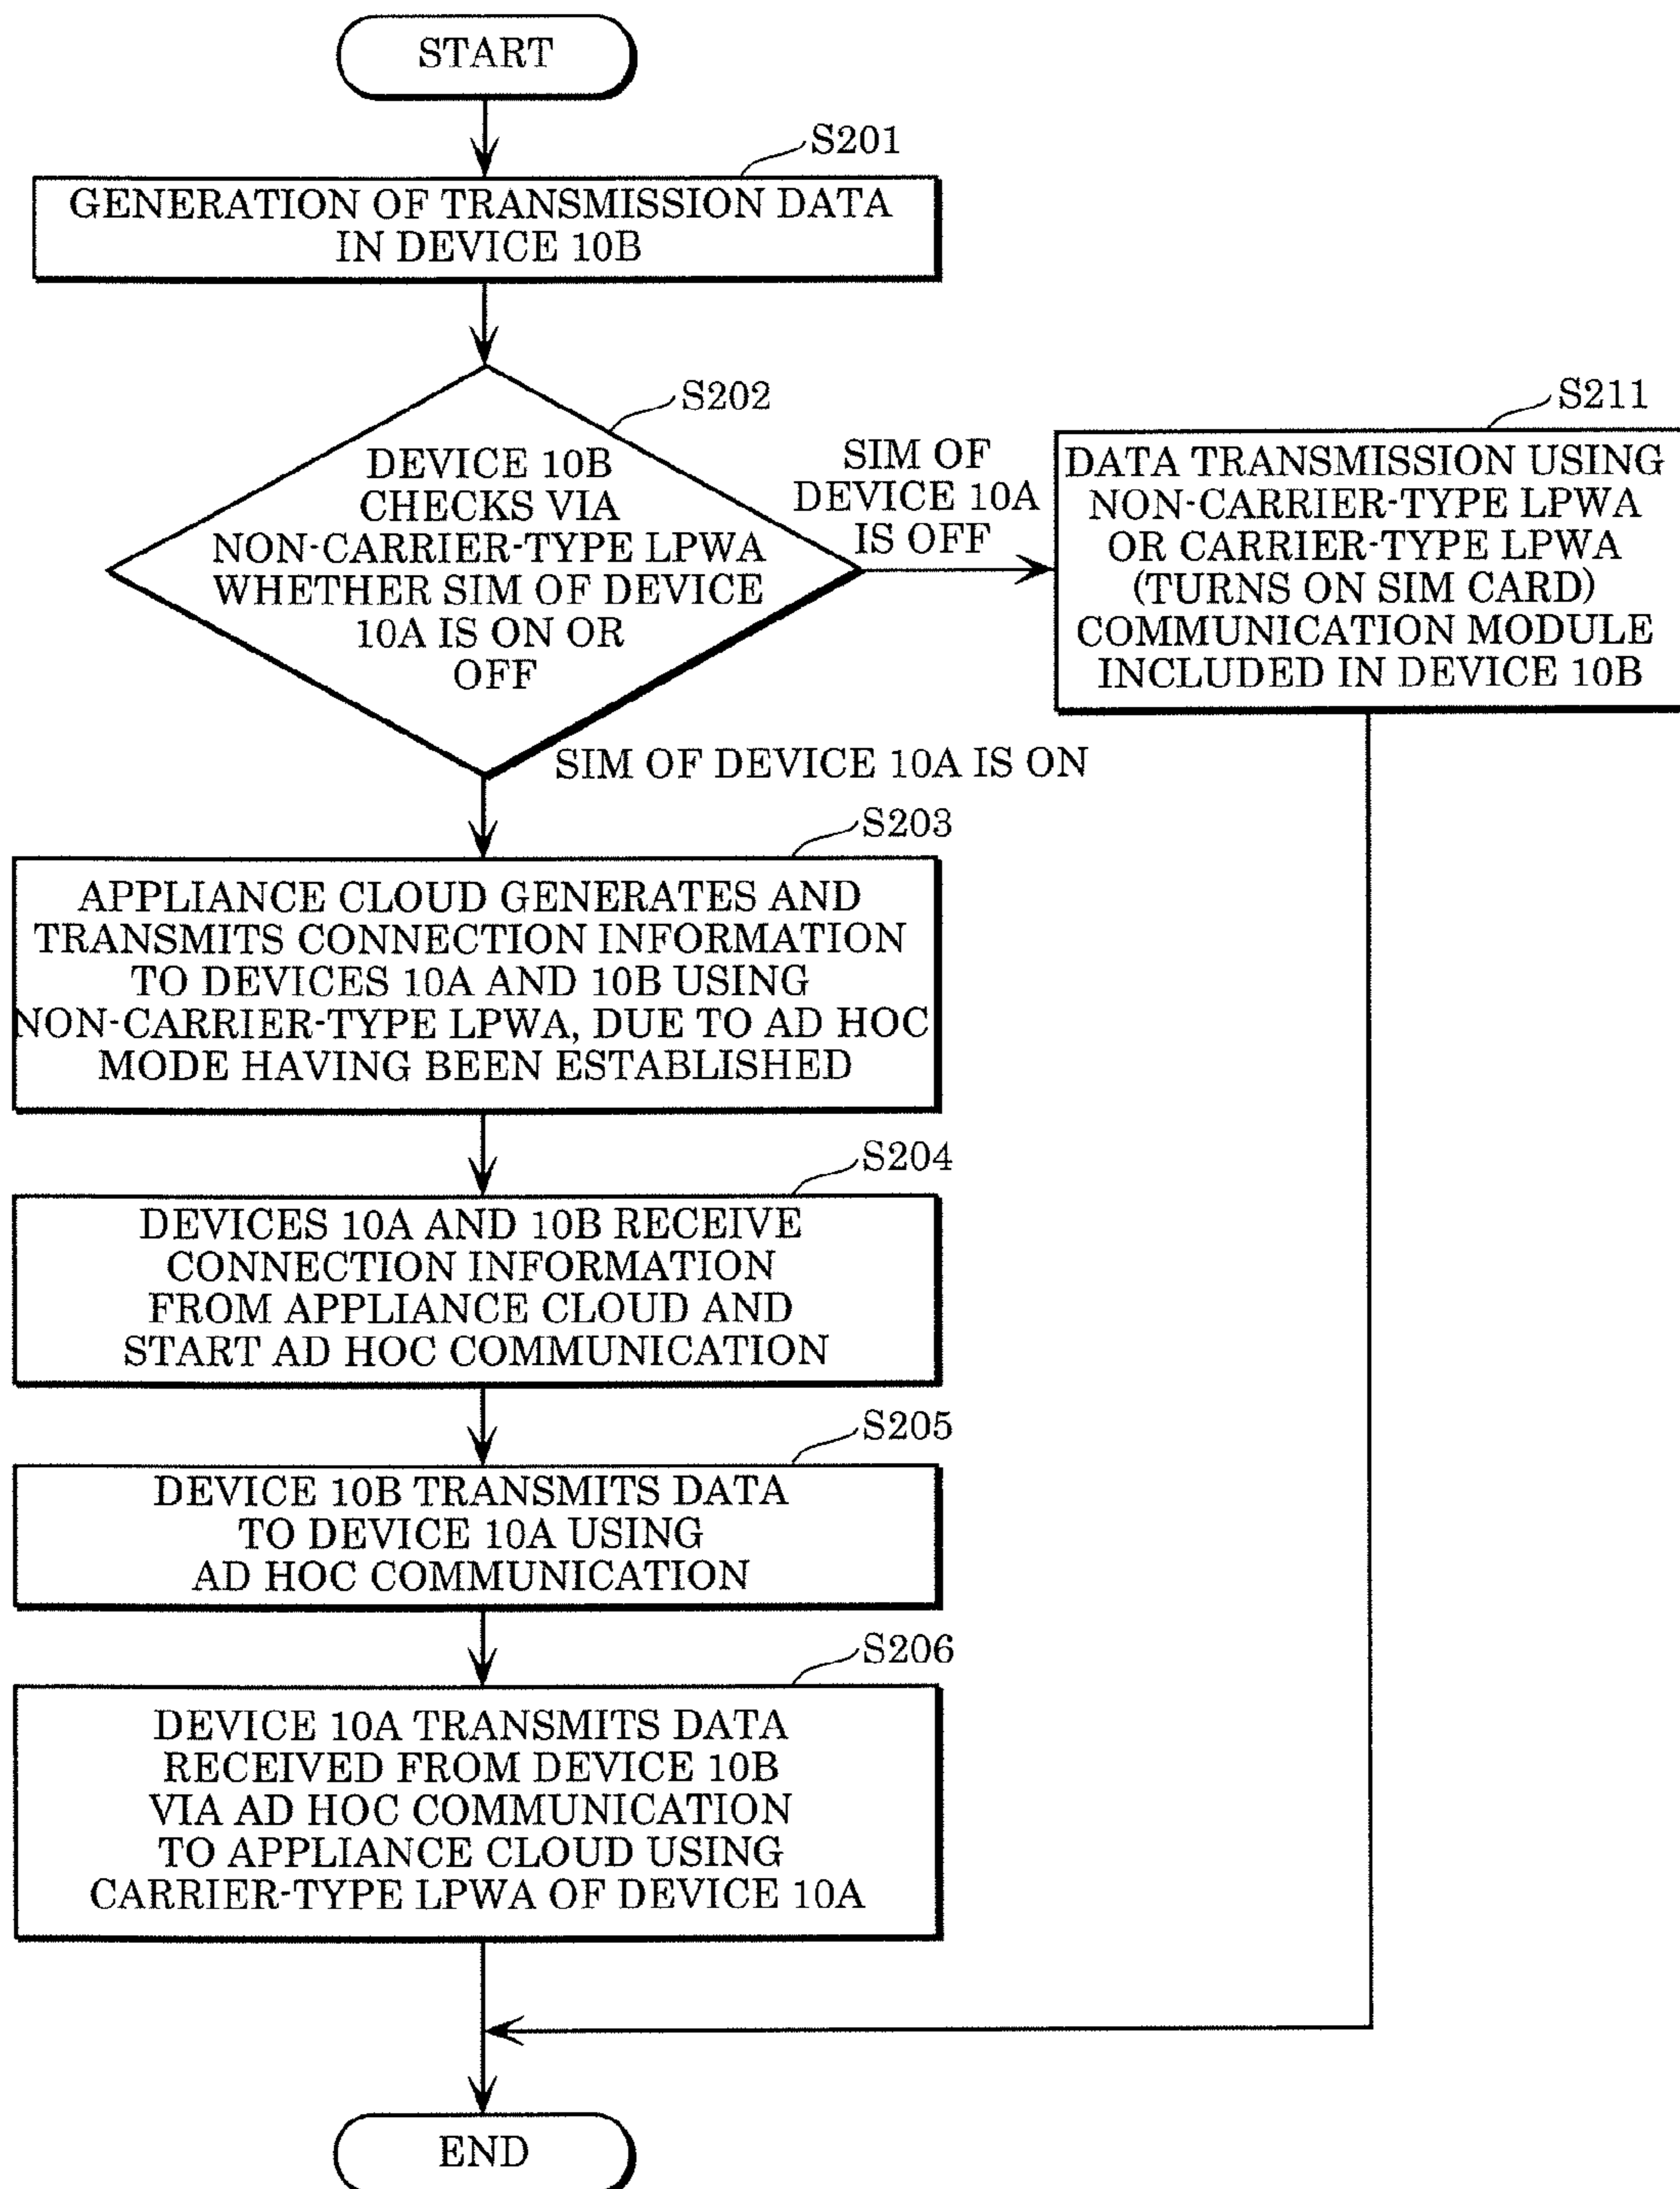 START
S201
GENERATION OF TRANSMISSION DATA
IN DEVICE 10B
S202
DEVICE 10B
CHECKS VIA
NON-CARRIER-TYPE LPWA
WHETHER SIM OF DEVICE
10A IS ON OR
OFF
SIM OF
DEVICE 10A
IS OFF
S211
DATA TRANSMISSION USING
NON-CARRIER-TYPE LPWA
OR CARRIER-TYPE LPWA
(TURNS ON SIM CARD)
COMMUNICATION MODULE
INCLUDED IN DEVICE 10B
SIM OF DEVICE 10A IS ON
S203
APPLIANCE CLOUD GENERATES AND
TRANSMITS CONNECTION INFORMATION
TO DEVICES 10A AND 10B USING
NON-CARRIER-TYPE LPWA, DUE TO AD HOC
MODE HAVING BEEN ESTABLISHED
S204
DEVICES 10A AND 10B RECEIVE
CONNECTION INFORMATION
FROM APPLIANCE CLOUD AND
START AD HOC COMMUNICATION
S205
DEVICE 10B TRANSMITS DATA
TO DEVICE 10A USING
AD HOC COMMUNICATION
S206
DEVICE 10A TRANSMITS DATA
RECEIVED FROM DEVICE 10B
VIA AD HOC COMMUNICATION
TO APPLIANCE CLOUD USING
CARRIER-TYPE LPWA OF DEVICE 10A
END